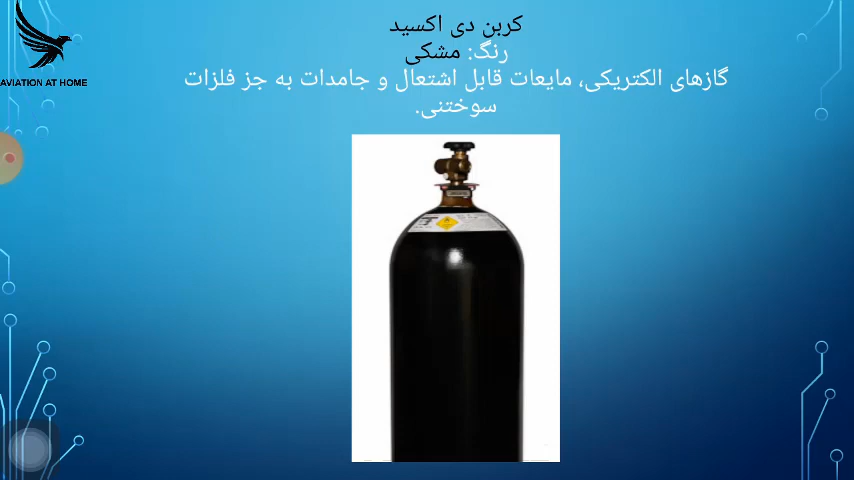 AVIATION AT HOME
کربن دی اکسید
رنگ: مشکی
گازهای الکتریکی، مایعات قابل اشتعال و جامدات به جز فلزات
سوختنی.